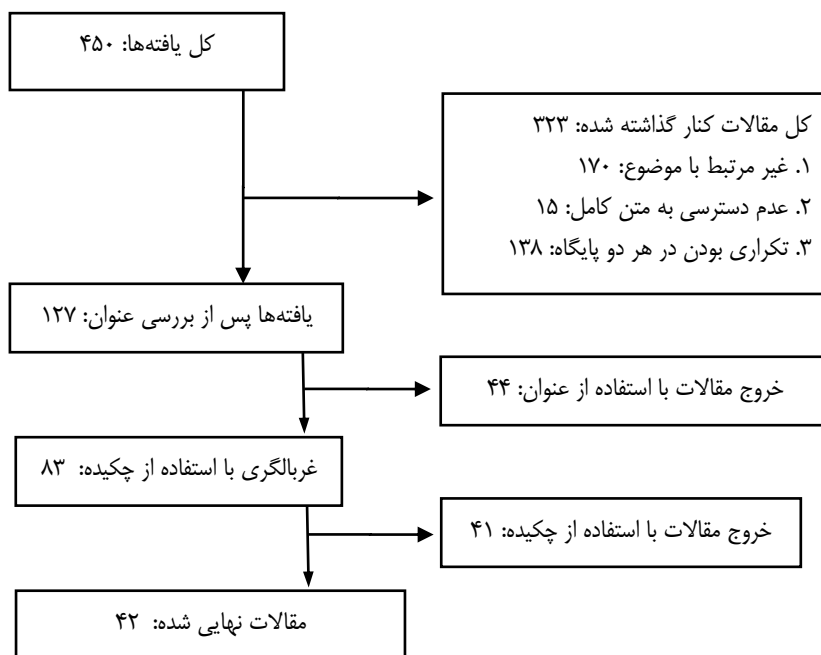 کل یافته‌ها: ۴۵۰
کل مقالات کنار گذاشته شده: ۳۲۳
۱. غیر مرتبط با موضوع: ۱۷۰
۲. عدم دسترسی به متن کامل: ۱۵
۳. تکراری بودن در هر دو پایگاه: ۱۳۸
یافته‌ها پس از بررسی عنوان: ۱۲۷
خروج مقالات با استفاده از عنوان: ۴۴
غربالگری با استفاده از چکیده: ۸۳
خروج مقالات با استفاده از چکیده: ۴۱
مقالات نهایی شده: ۴۲